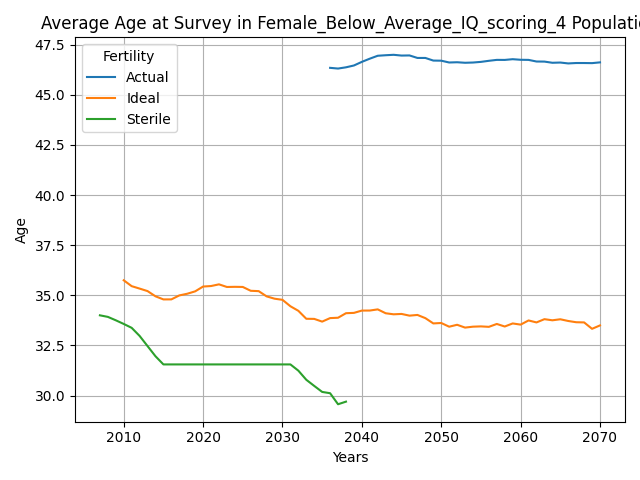 Average Age at Survey in Female_Below_Average_IQ_scoring_4 Populati
47.5
45.0
42.5
40.0
37.5
35.0
32.5
30.0
Age
Fertility
Actual
Ideal
Sterile
2010 2020 2030 2040 2050 2060 2070
Years